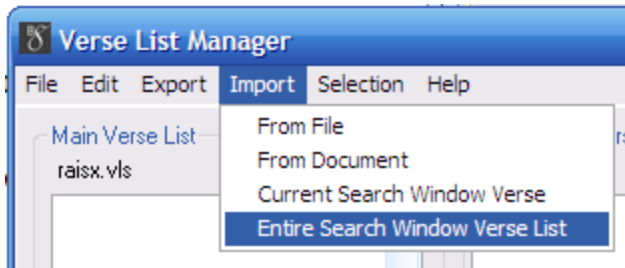 Verse List Manager
File Edit Export Import Selection Help
Main Verse List
raisx.vls
From File
From Document
Current Search Window Verse
Entire Search Window Verse List